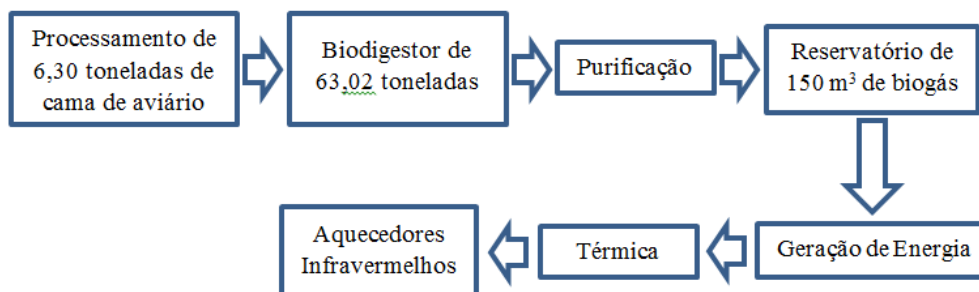 Processamento de
6,30 toneladas de
cama de aviário
Biodigestor de
63,02 toneladas
Purificação
Reservatório de
150 m³ de biogás
Geração de Energia
Térmica
Aquecedores
Infravermelhos